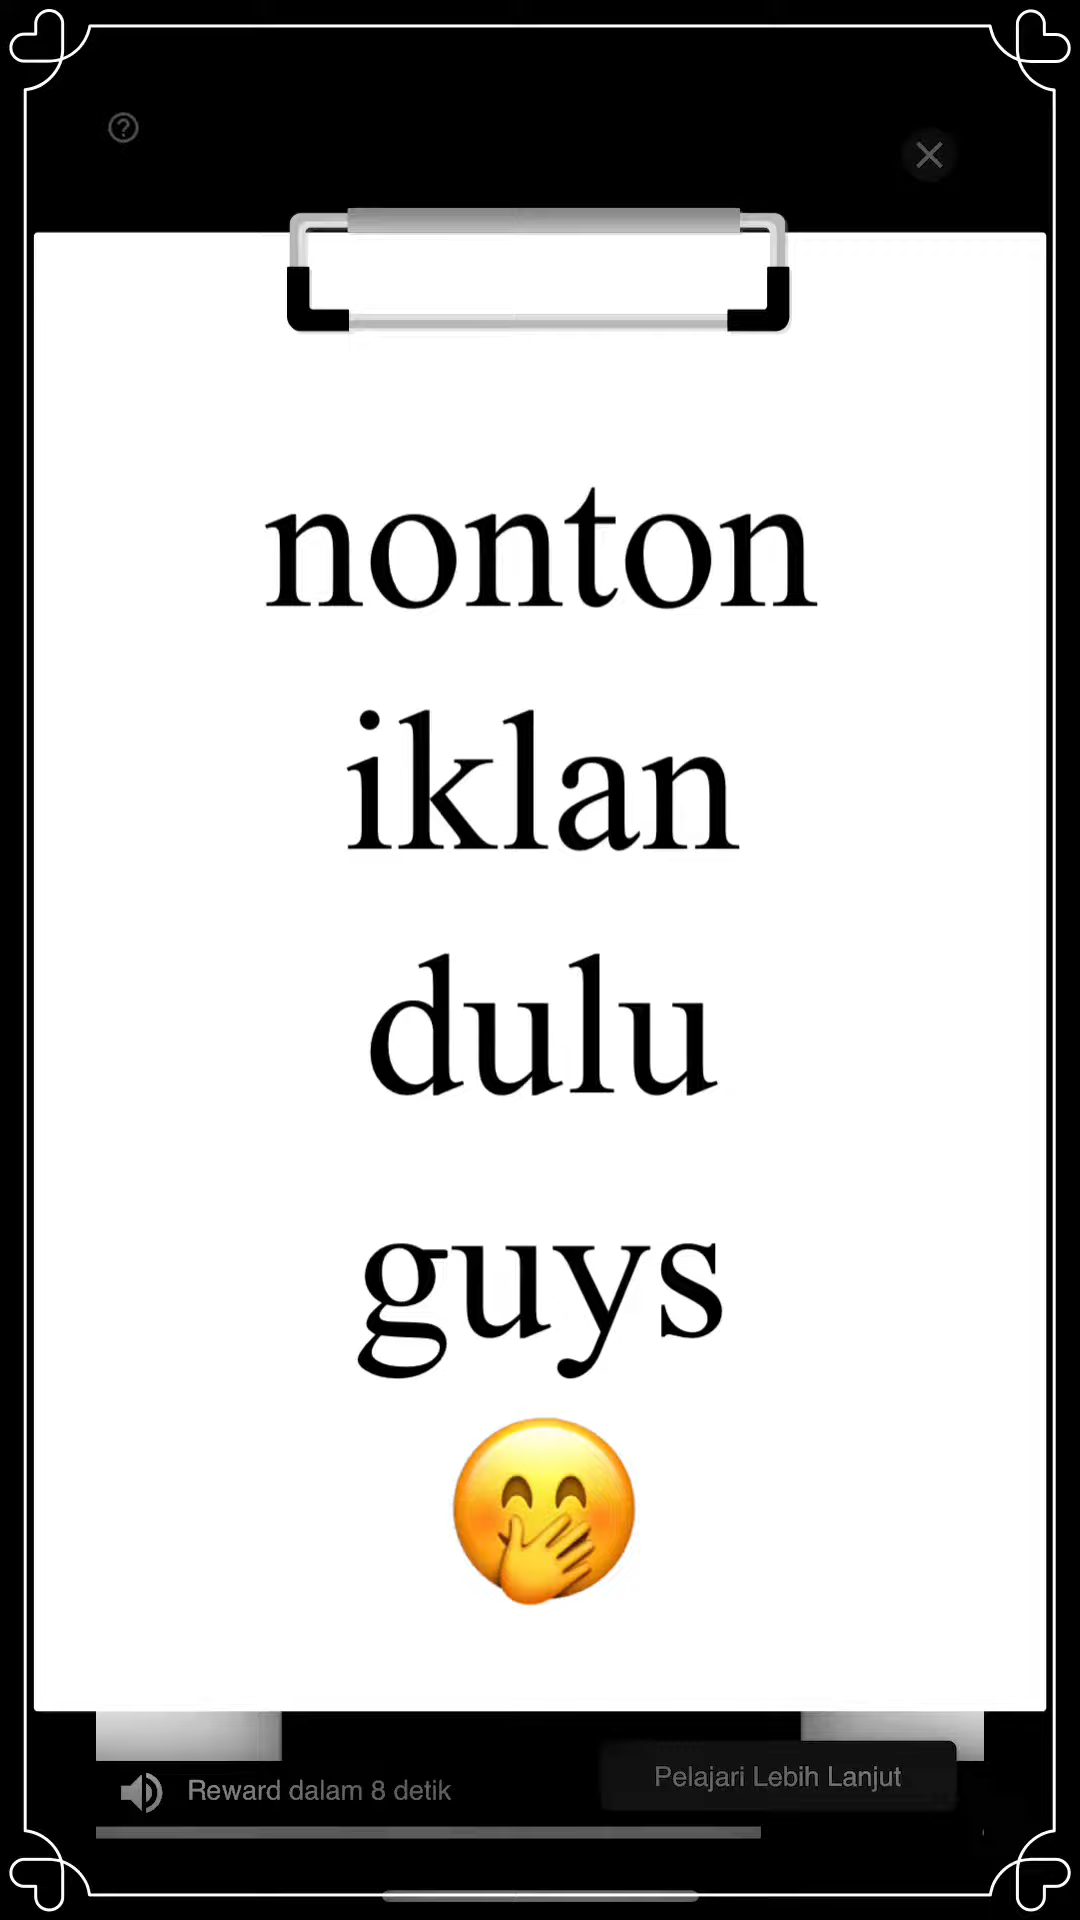 nonton
iklan
dulu
guys
🤭
Reward dalam 8 detik
Pelajari Lebih Lanjut